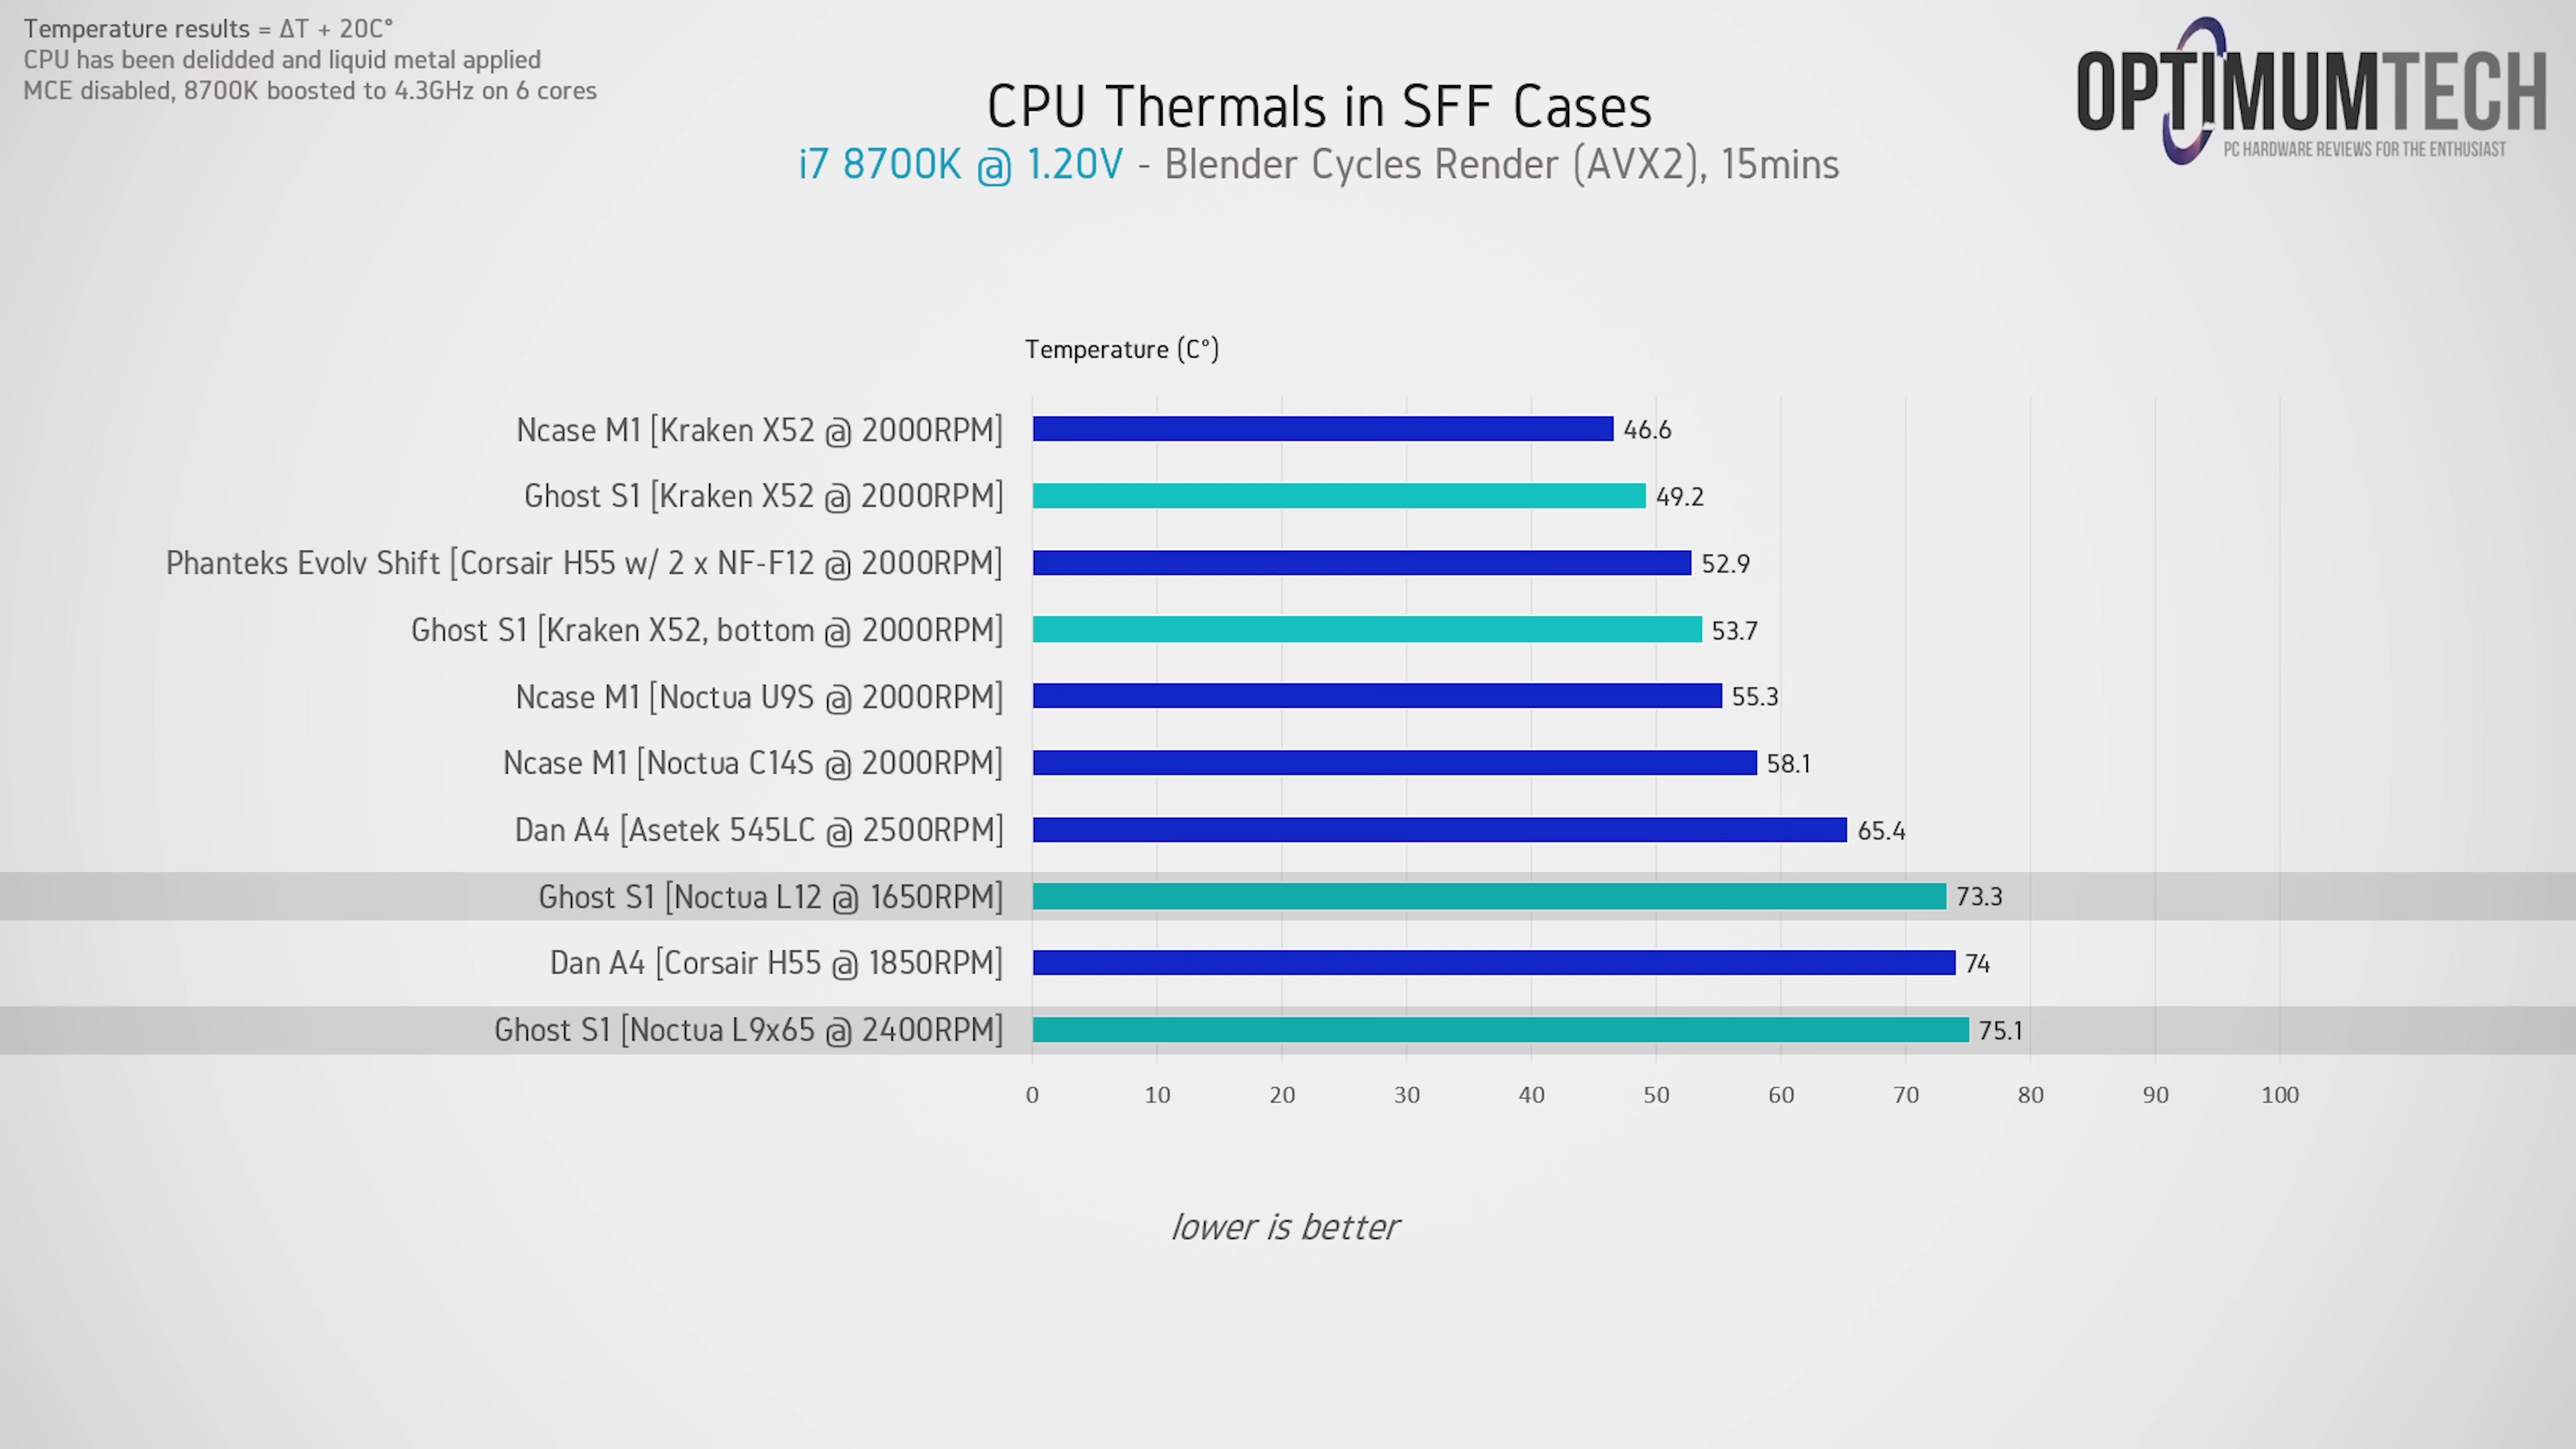 Temperature results = ΔT + 20C°
CPU has been delidded and liquid metal applied
MCE disabled, 8700K boosted to 4.3GHz on 6 cores
OPTIMUMTECH
PC HARDWARE REVIEWS FOR THE ENTHUSIAST
CPU Thermals in SFF Cases
i7 8700K @ 1.20V - Blender Cycles Render (AVX2), 15mins
Temperature (C°)
Ncase M1 [Kraken X52 @ 2000RPM] 46.6
Ghost S1 [Kraken X52 @ 2000RPM] 49.2
Phanteks Evolv Shift [Corsair H55 w/ 2 x NF-F12 @ 2000RPM] 52.9
Ghost S1 [Kraken X52, bottom @ 2000RPM] 53.7
Ncase M1 [Noctua U9S @ 2000RPM] 55.3
Ncase M1 [Noctua C14S @ 2000RPM] 58.1
Dan A4 [Asetek 545LC @ 2500RPM] 65.4
Ghost S1 [Noctua L12 @ 1650RPM] 73.3
Dan A4 [Corsair H55 @ 1850RPM] 74
Ghost S1 [Noctua L9x65 @ 2400RPM] 75.1
0 10 20 30 40 50 60 70 80 90 100
lower is better